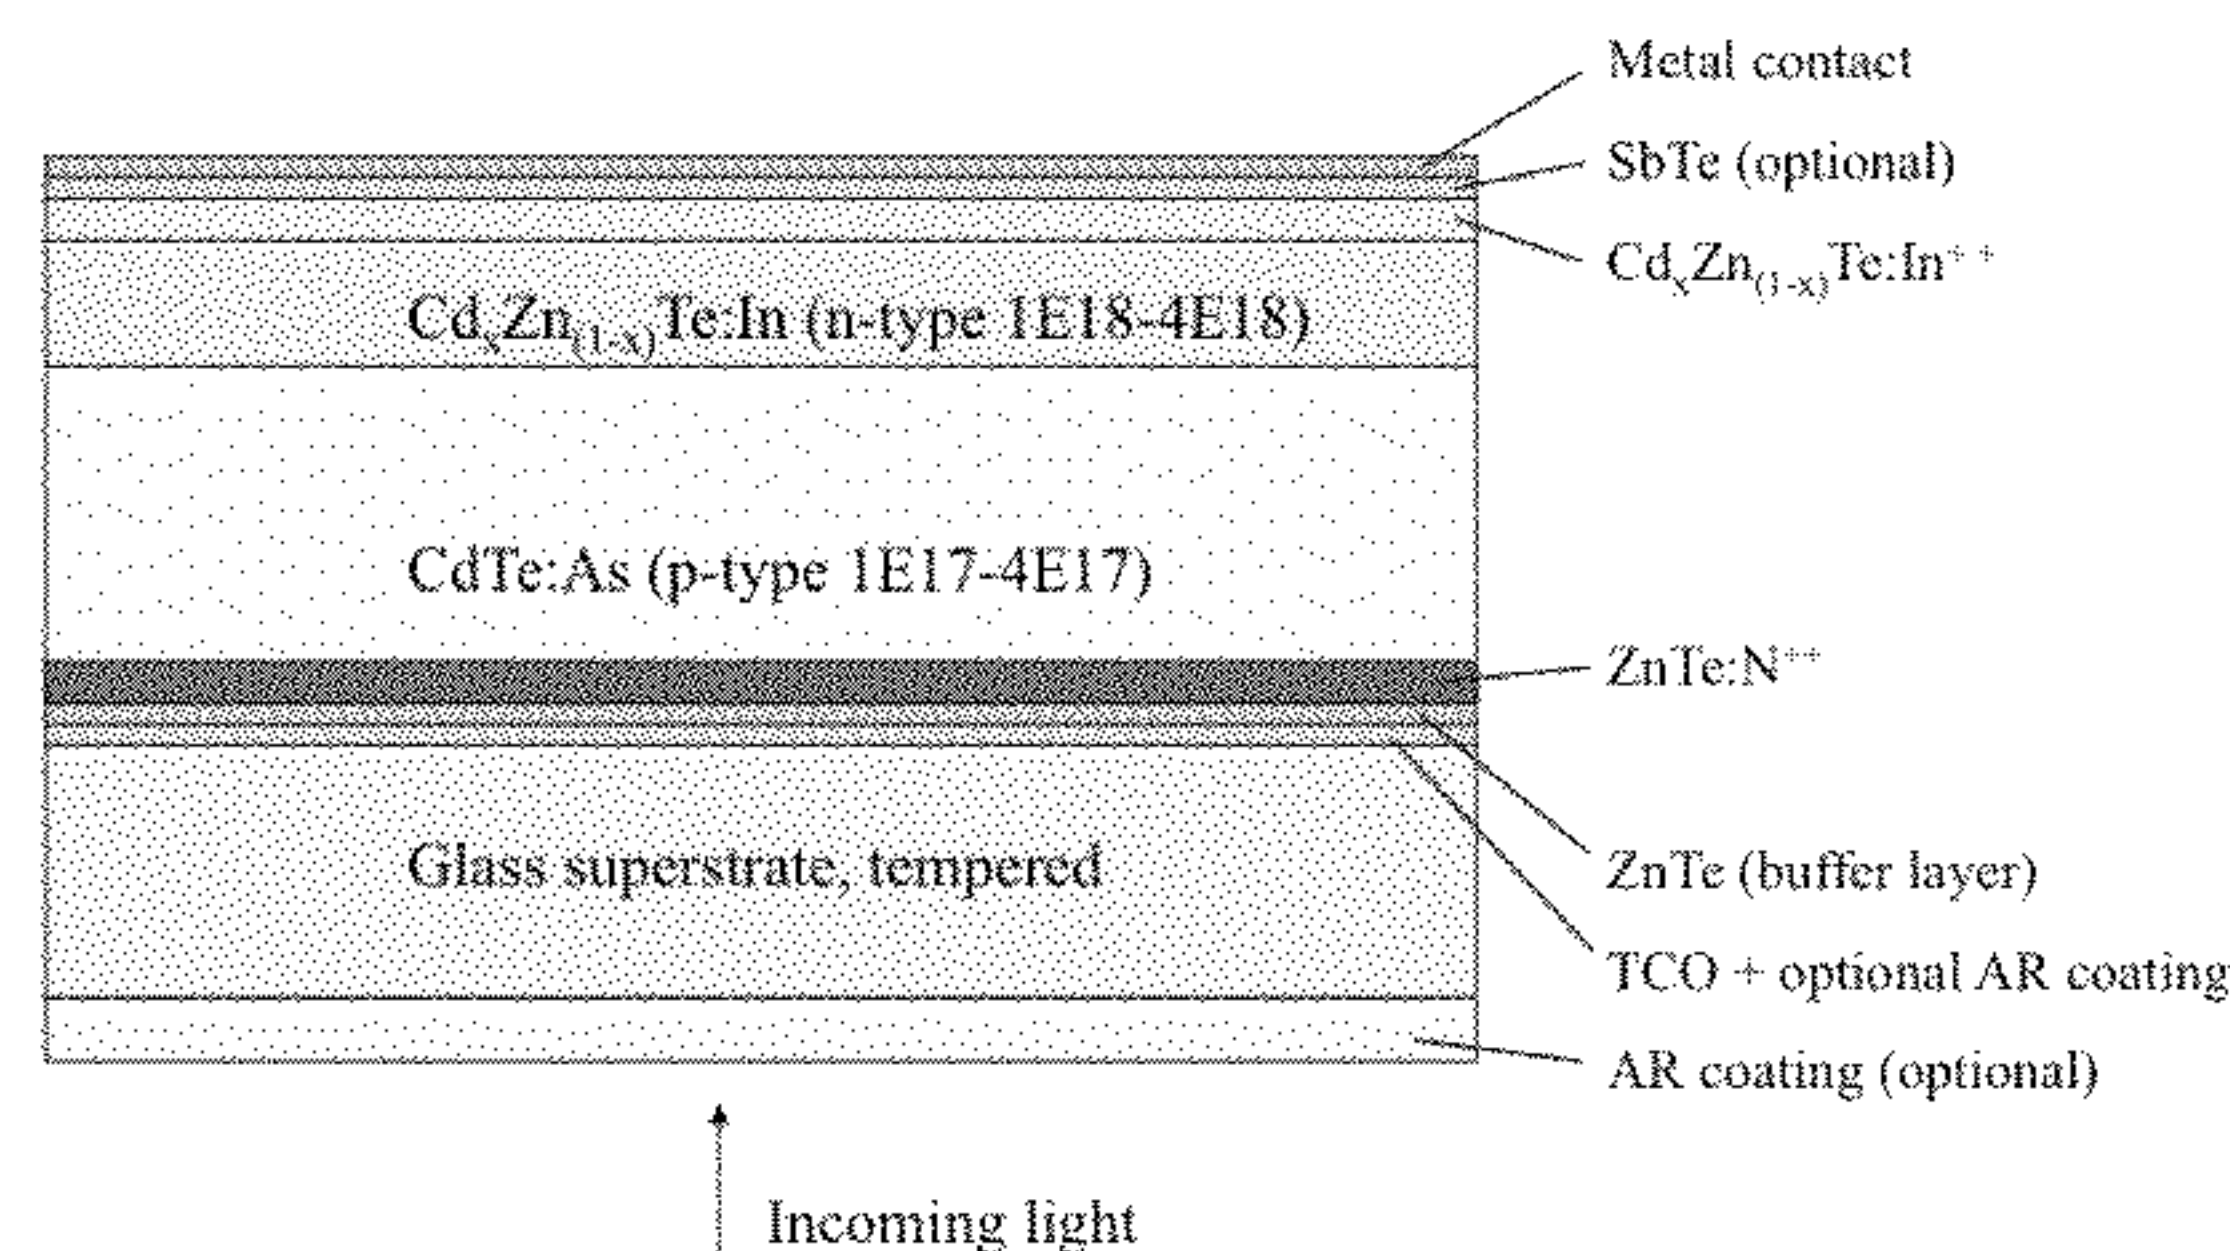 Metal contact
SbTe (optional)
CdₓZn₍₁₋ₓ₎Te:In⁺⁺
CdₓZn₍₁₋ₓ₎Te:In (n-type 1E18-4E18)
CdTe:As (p-type 1E17-4E17)
ZnTe:N⁺⁺
Glass superstrate, tempered
ZnTe (buffer layer)
TCO + optional AR coating
AR coating (optional)
Incoming light